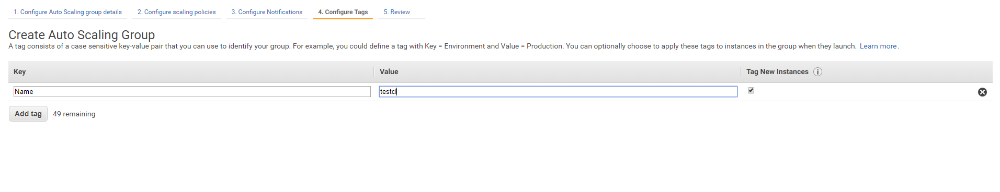 1. Configure Auto Scaling group details 2. Configure scaling policies 3. Configure Notifications 4. Configure Tags 5. Review
Create Auto Scaling Group
A tag consists of a case sensitive key-value pair that you can use to identify your group. For example, you could define a tag with Key = Environment and Value = Production. You can optionally choose to apply these tags to instances in the group when they launch. Learn more.
Key Value Tag New Instances i
Name testci
Add tag 49 remaining